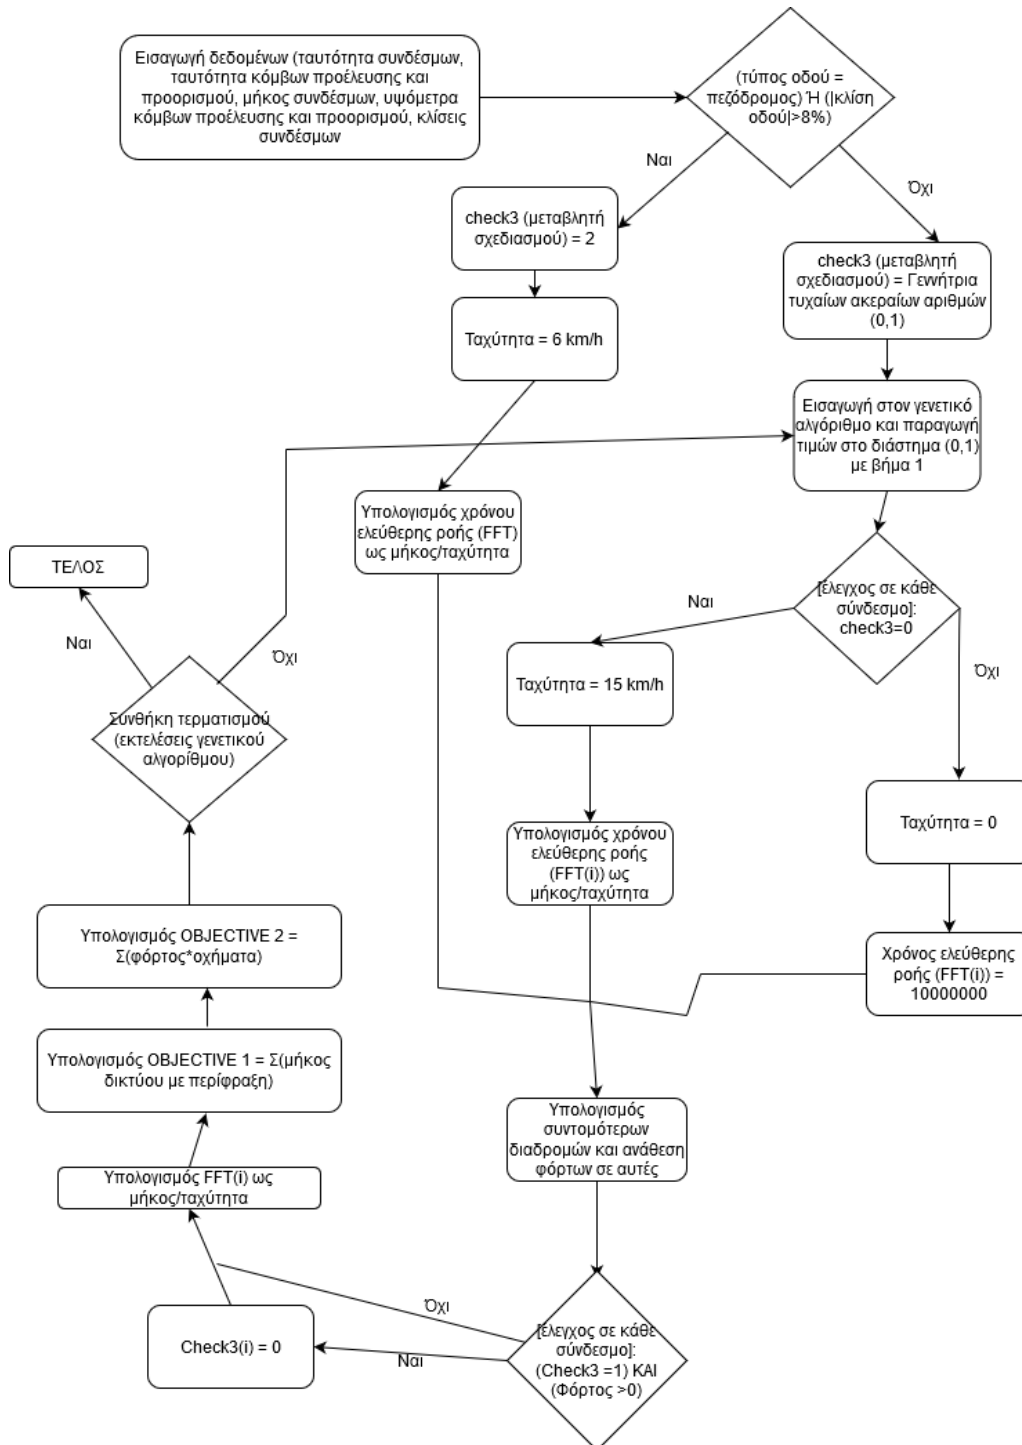 Εισαγωγή δεδομένων (ταυτότητα συνδέσμων,
ταυτότητα κόμβων προέλευσης και
προορισμού, μήκος συνδέσμων, υψόμετρα
κόμβων προέλευσης και προορισμού, κλίσεις
συνδέσμων
(τύπος οδού =
πεζόδρομος) Ή (|κλίση
οδού|>8%)
Ναι
Όχι
check3 (μεταβλητή
σχεδιασμού) = 2
check3 (μεταβλητή
σχεδιασμού) = Γεννήτρια
τυχαίων ακεραίων αριθμών
(0,1)
Ταχύτητα = 6 km/h
Εισαγωγή στον γενετικό
αλγόριθμο και παραγωγή
τιμών στο διάστημα (0,1)
με βήμα 1
Υπολογισμός χρόνου
ελεύθερης ροής (FFT)
ως μήκος/ταχύτητα
ΤΕΛΟΣ
[έλεγχος σε κάθε
σύνδεσμο]:
check3=0
Ναι
Όχι
Ναι
Όχι
Ταχύτητα = 15 km/h
Συνθήκη τερματισμού
(εκτελέσεις γενετικού
αλγορίθμου)
Ταχύτητα = 0
Υπολογισμός χρόνου
ελεύθερης ροής
(FFT(i)) ως
μήκος/ταχύτητα
Υπολογισμός OBJECTIVE 2 =
Σ(φόρτος*οχήματα)
Χρόνος ελεύθερης
ροής (FFT(i)) =
10000000
Υπολογισμός OBJECTIVE 1 = Σ(μήκος
δικτύου με περίφραξη)
Υπολογισμός
συντομότερων
διαδρομών και ανάθεση
φόρτων σε αυτές
Υπολογισμός FFT(i) ως
μήκος/ταχύτητα
Όχι
Check3(i) = 0
Ναι
[έλεγχος σε κάθε
σύνδεσμο]:
(Check3 =1) ΚΑΙ
(Φόρτος >0)